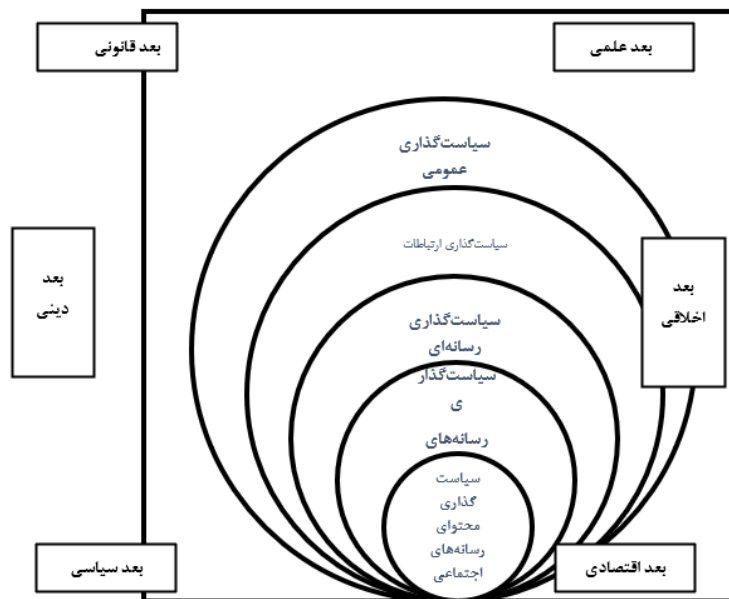 بعد علمی
بعد قانونی
سیاست‌گذاری
عمومی
سیاست‌گذاری ارتباطات
بعد
اخلاقی
بعد
دینی
سیاست‌گذاری
رسانه‌ای
سیاست‌گذار
ی
رسانه‌های
سیاست
گذاری
محتوای
رسانه‌های
اجتماعی
بعد اقتصادی
بعد سیاسی